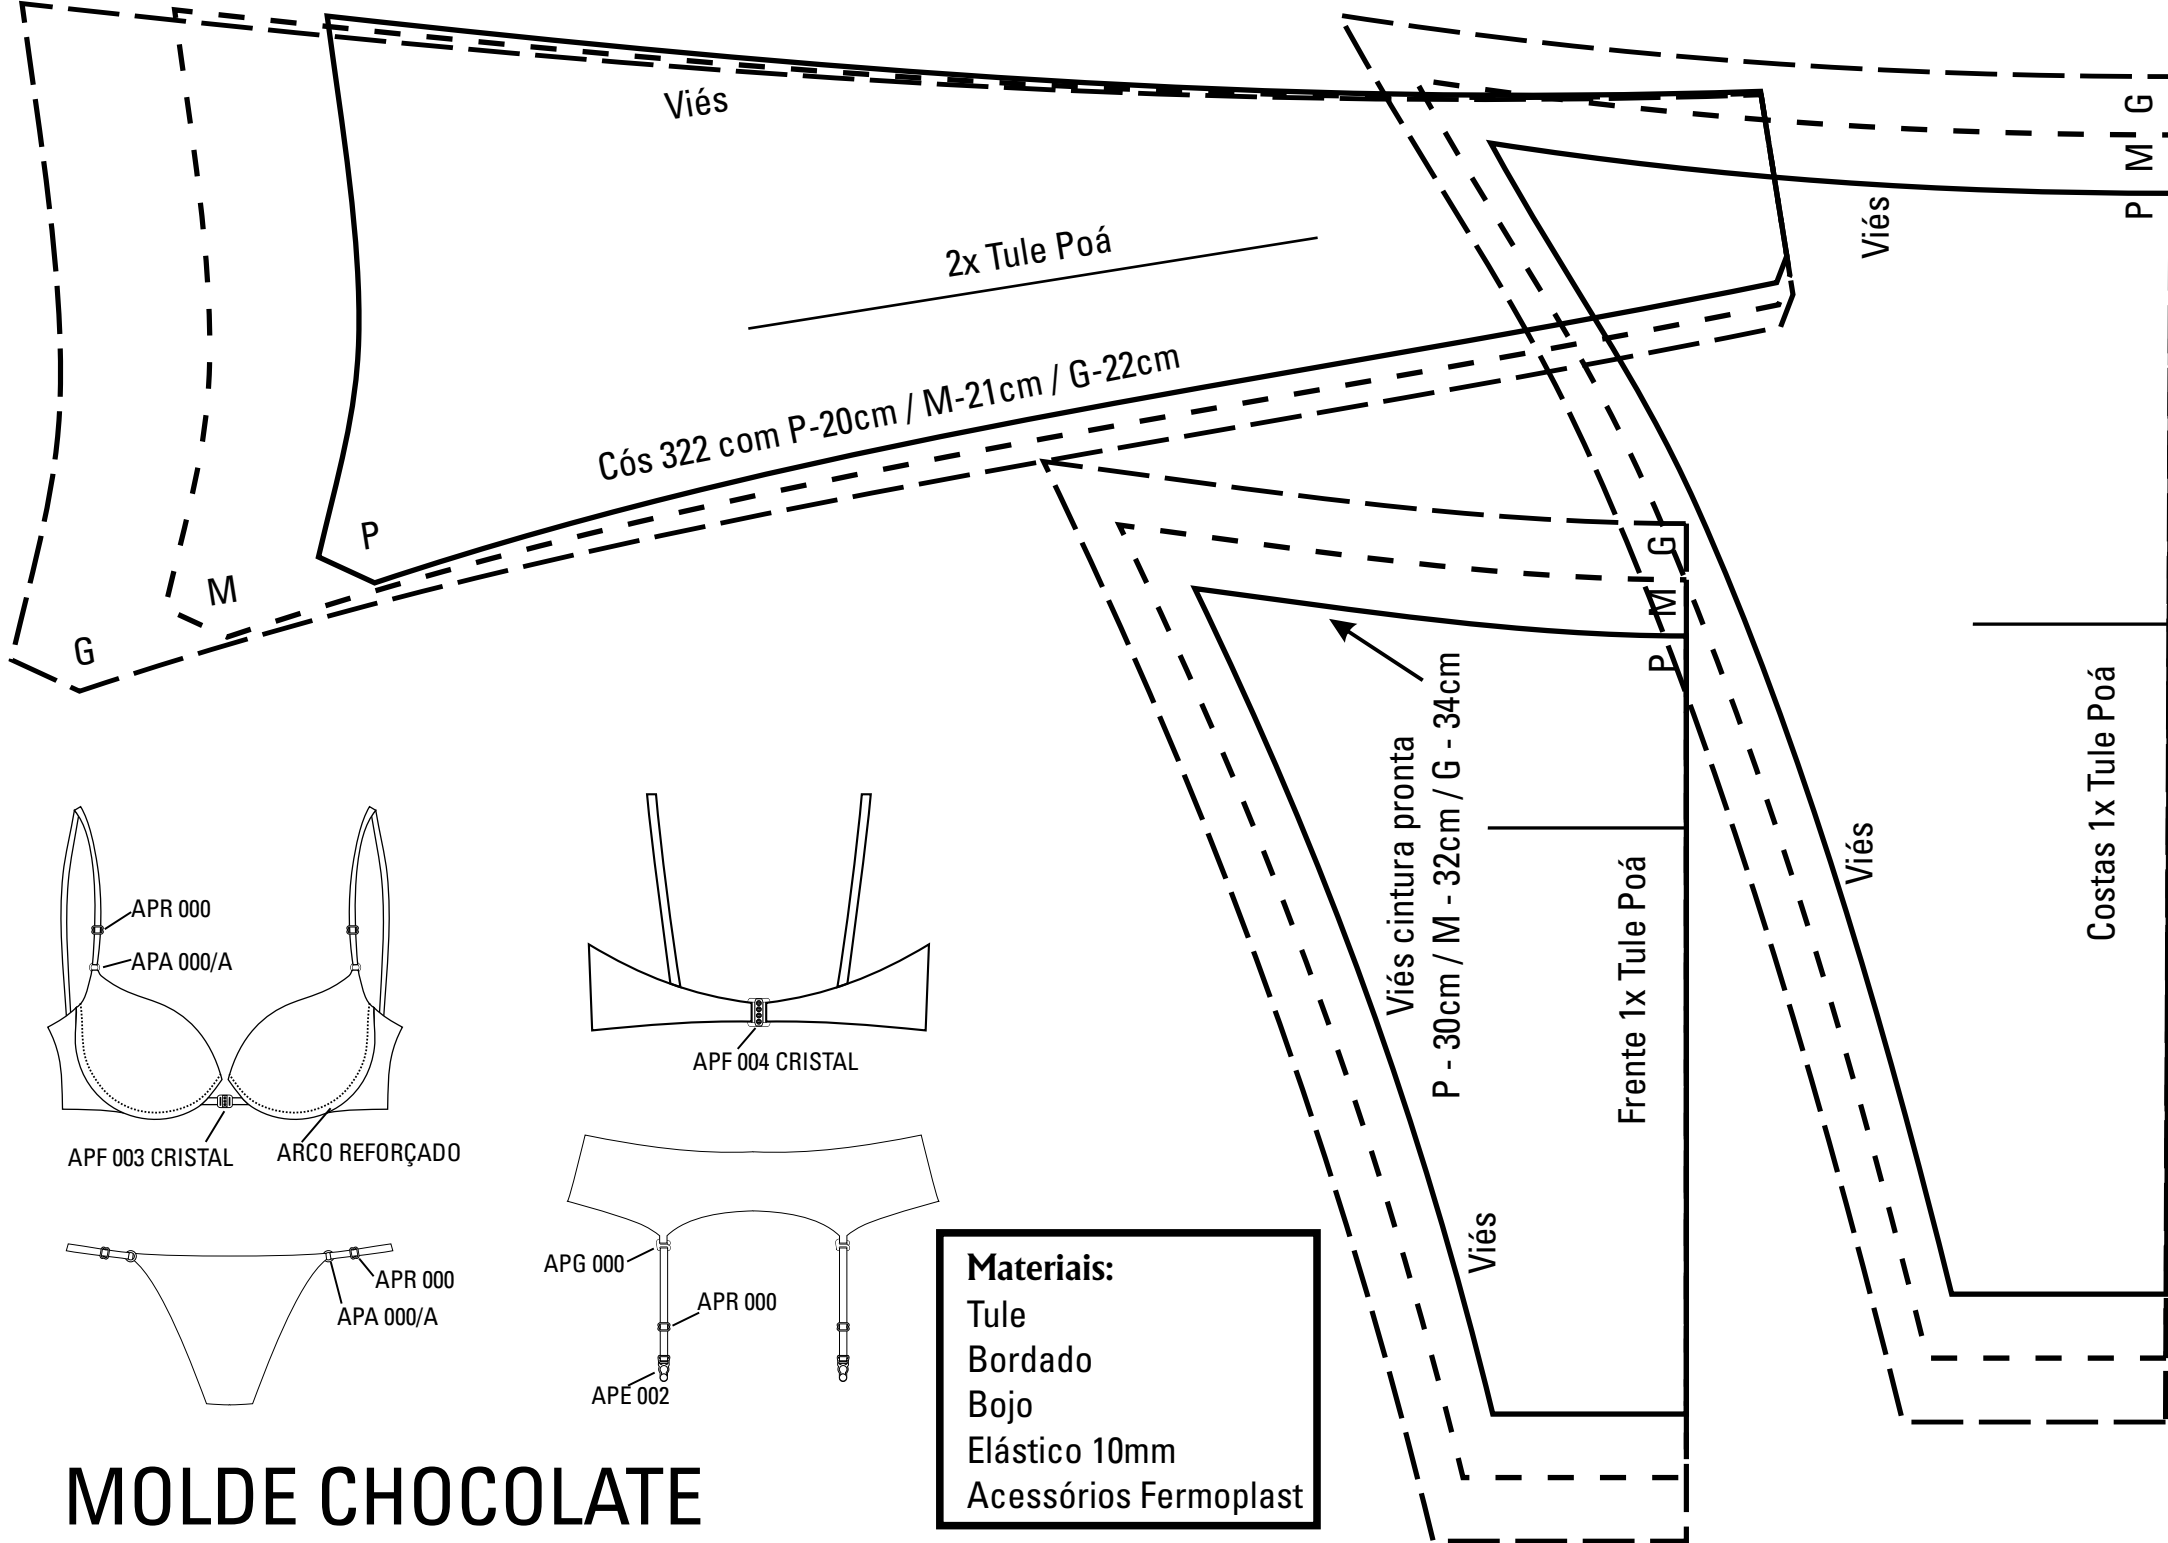 Viés
2x Tule Poá
Cós 322 com P-20cm / M-21cm / G-22cm
P
M
G
G
M
P
Viés
Costas 1x Tule Poá
Viés
G
M
P
Viés cintura pronta
P - 30cm / M - 32cm / G - 34cm
Frente 1x Tule Poá
Viés
APR 000
APA 000/A
APF 003 CRISTAL
ARCO REFORÇADO
APF 004 CRISTAL
APR 000
APA 000/A
APG 000
APR 000
APE 002
Materiais:
Tule
Bordado
Bojo
Elástico 10mm
Acessórios Fermoplast
MOLDE CHOCOLATE